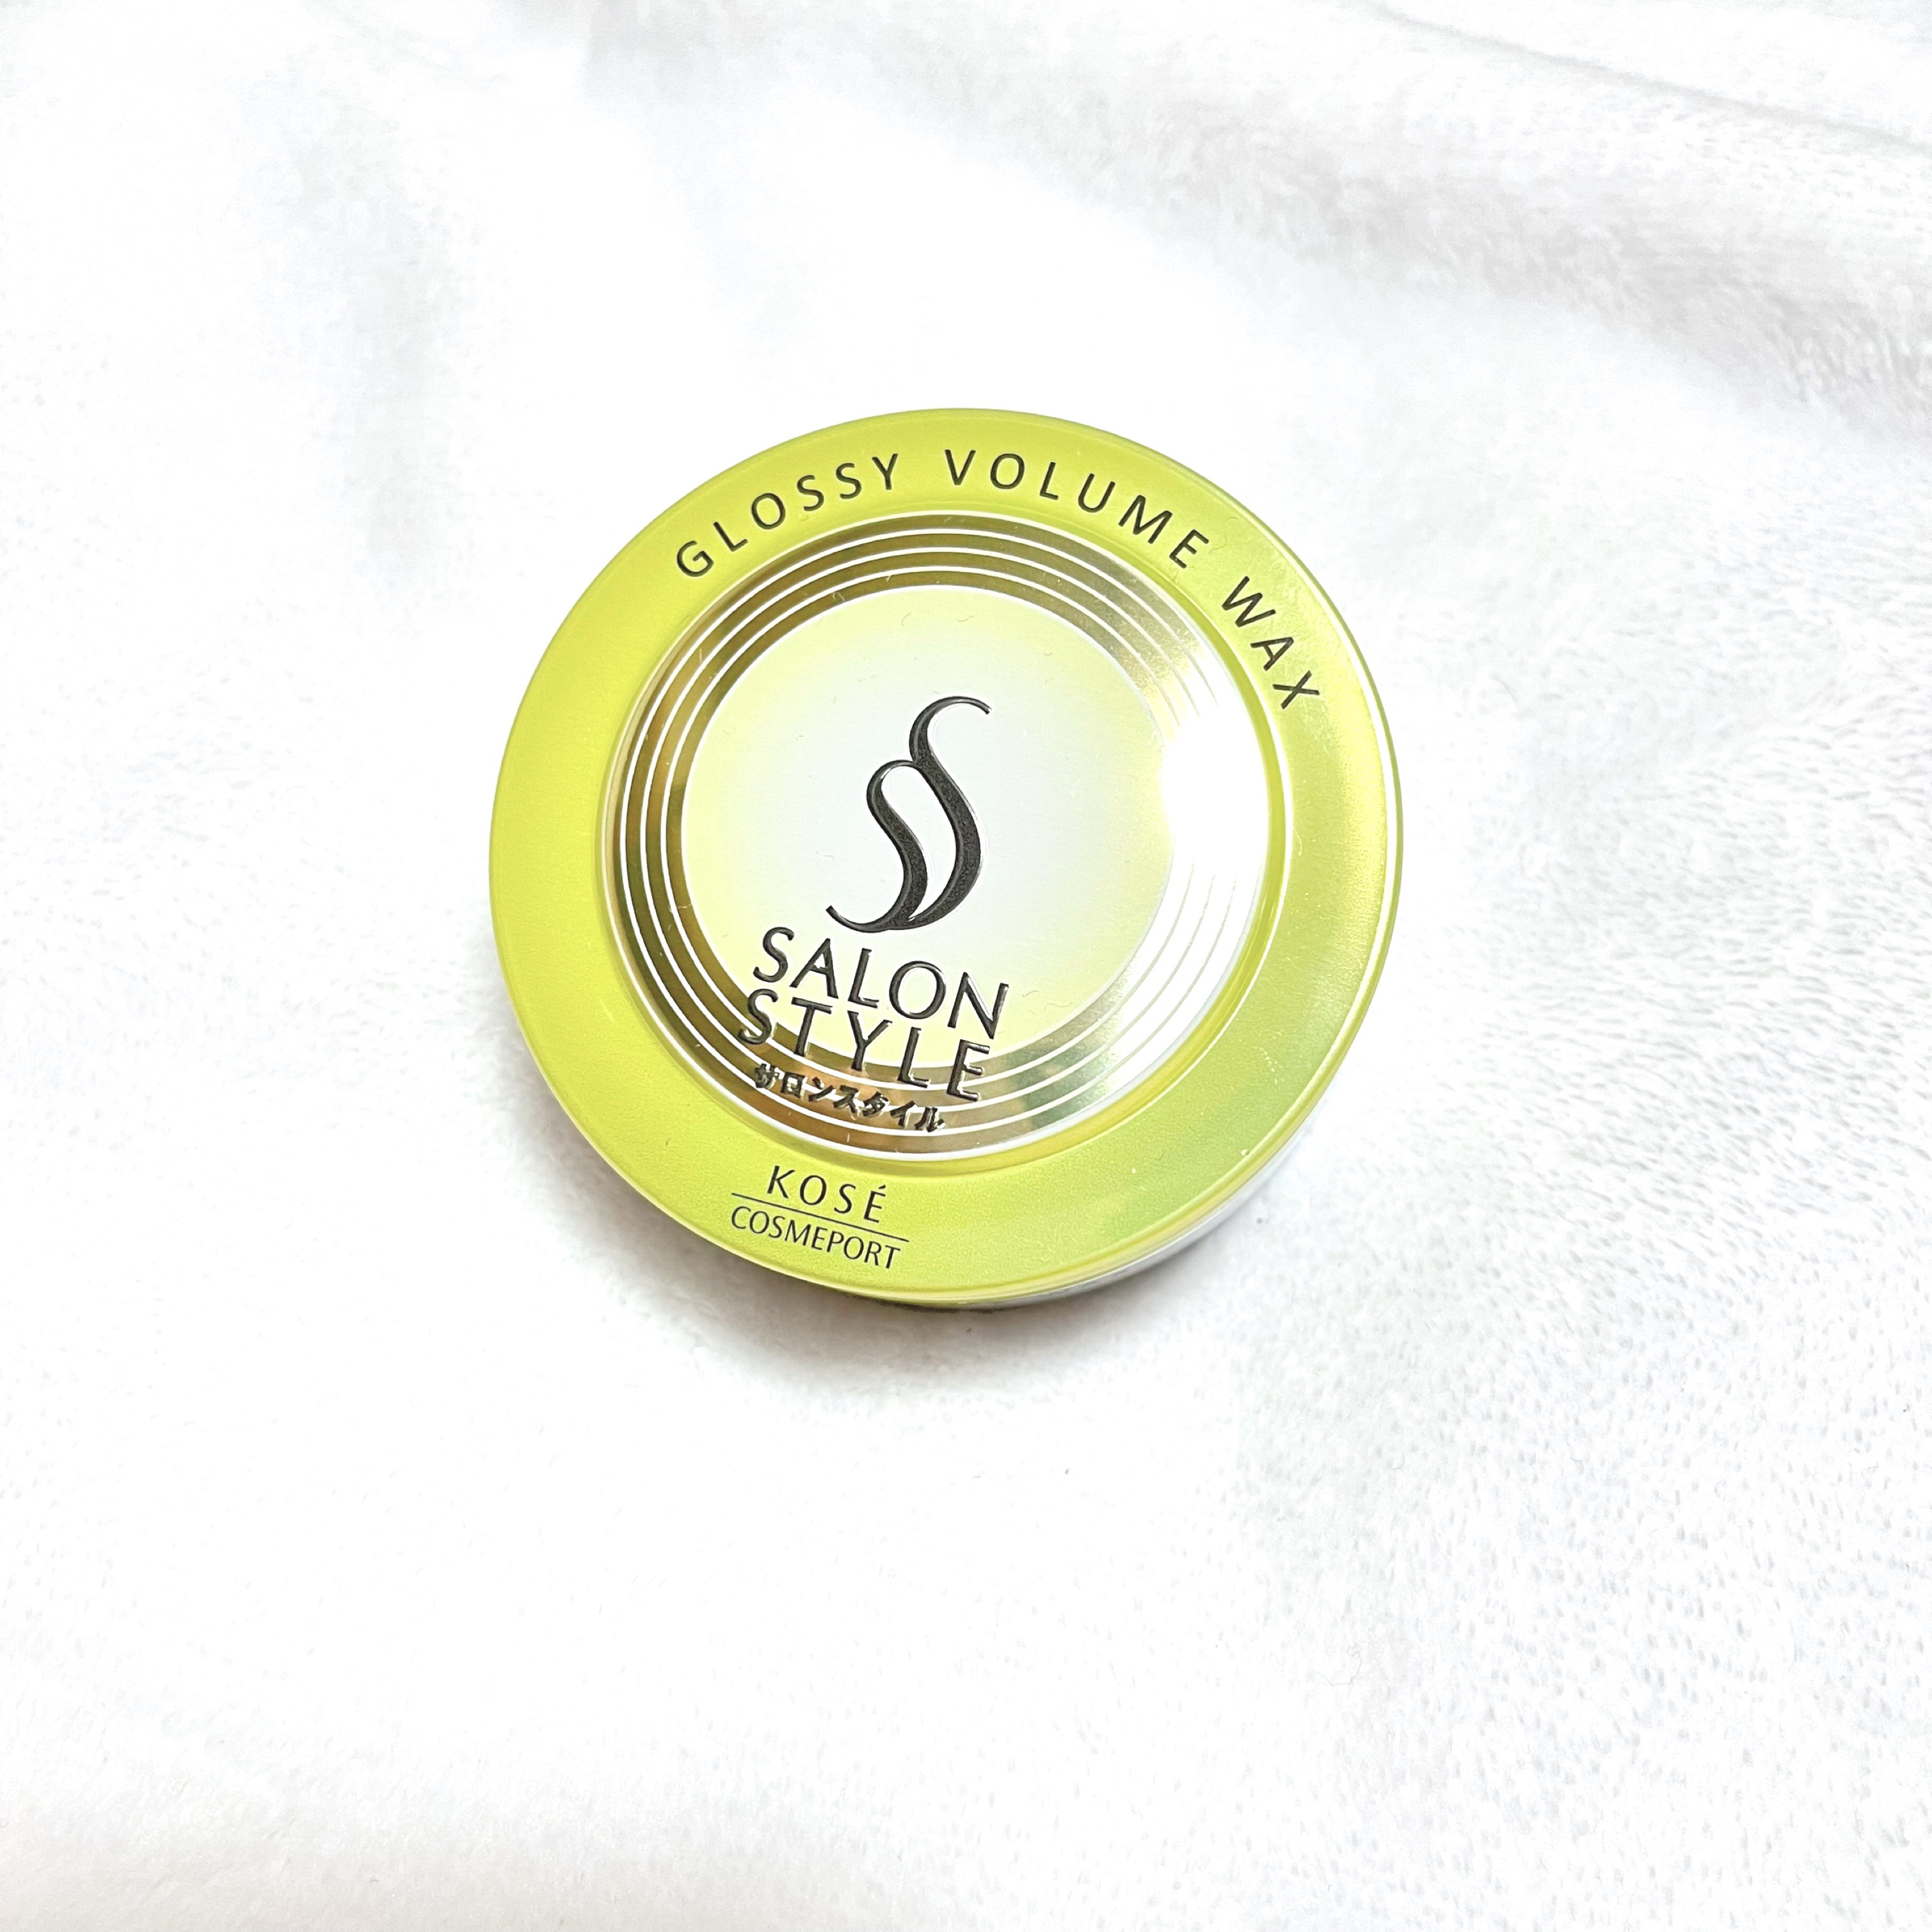 GLOSSY VOLUME WAX
SALON
STYLE
サロンスタイル
KOSÉ
COSMEPORT